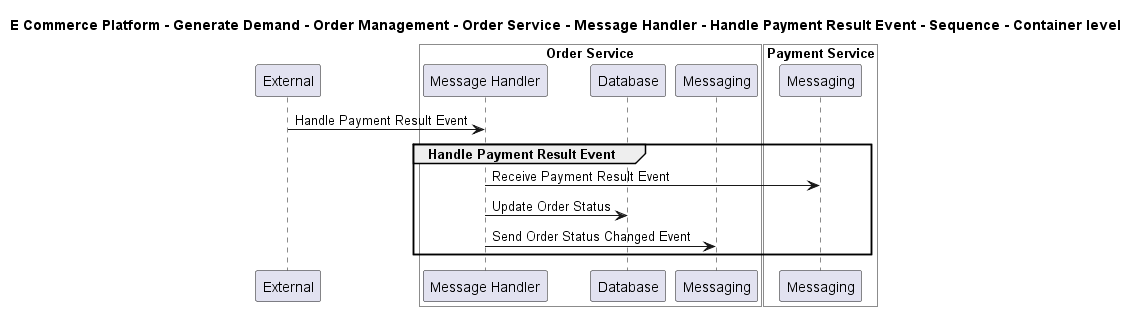 E Commerce Platform - Generate Demand - Order Management - Order Service - Message Handler - Handle Payment Result Event - Sequence - Container level
Order Service
Payment Service
External
Message Handler
Database
Messaging
Messaging
Handle Payment Result Event
Handle Payment Result Event
Receive Payment Result Event
Update Order Status
Send Order Status Changed Event
External
Message Handler
Database
Messaging
Messaging